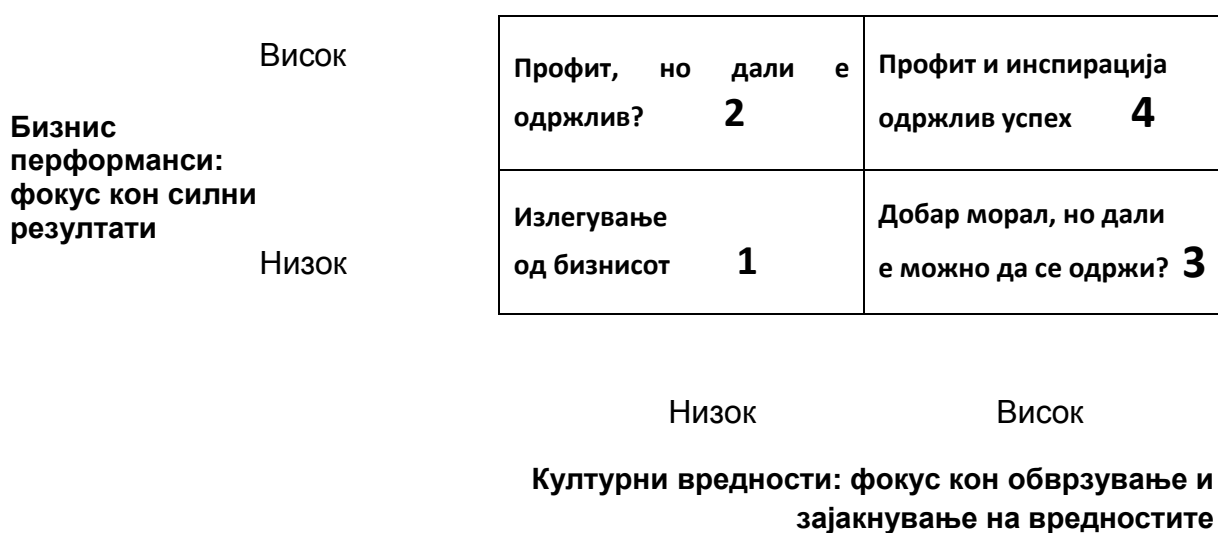 Висок
Профит, но дали е
одржлив? 2
Профит и инспирација
одржлив успех 4
Бизнис
перформанси:
фокус кон силни
резултати
Низок
Излегување
од бизнисот 1
Добар морал, но дали
е можно да се одржи? 3
Низок Висок
Културни вредности: фокус кон обврзување и
зајакнување на вредностите